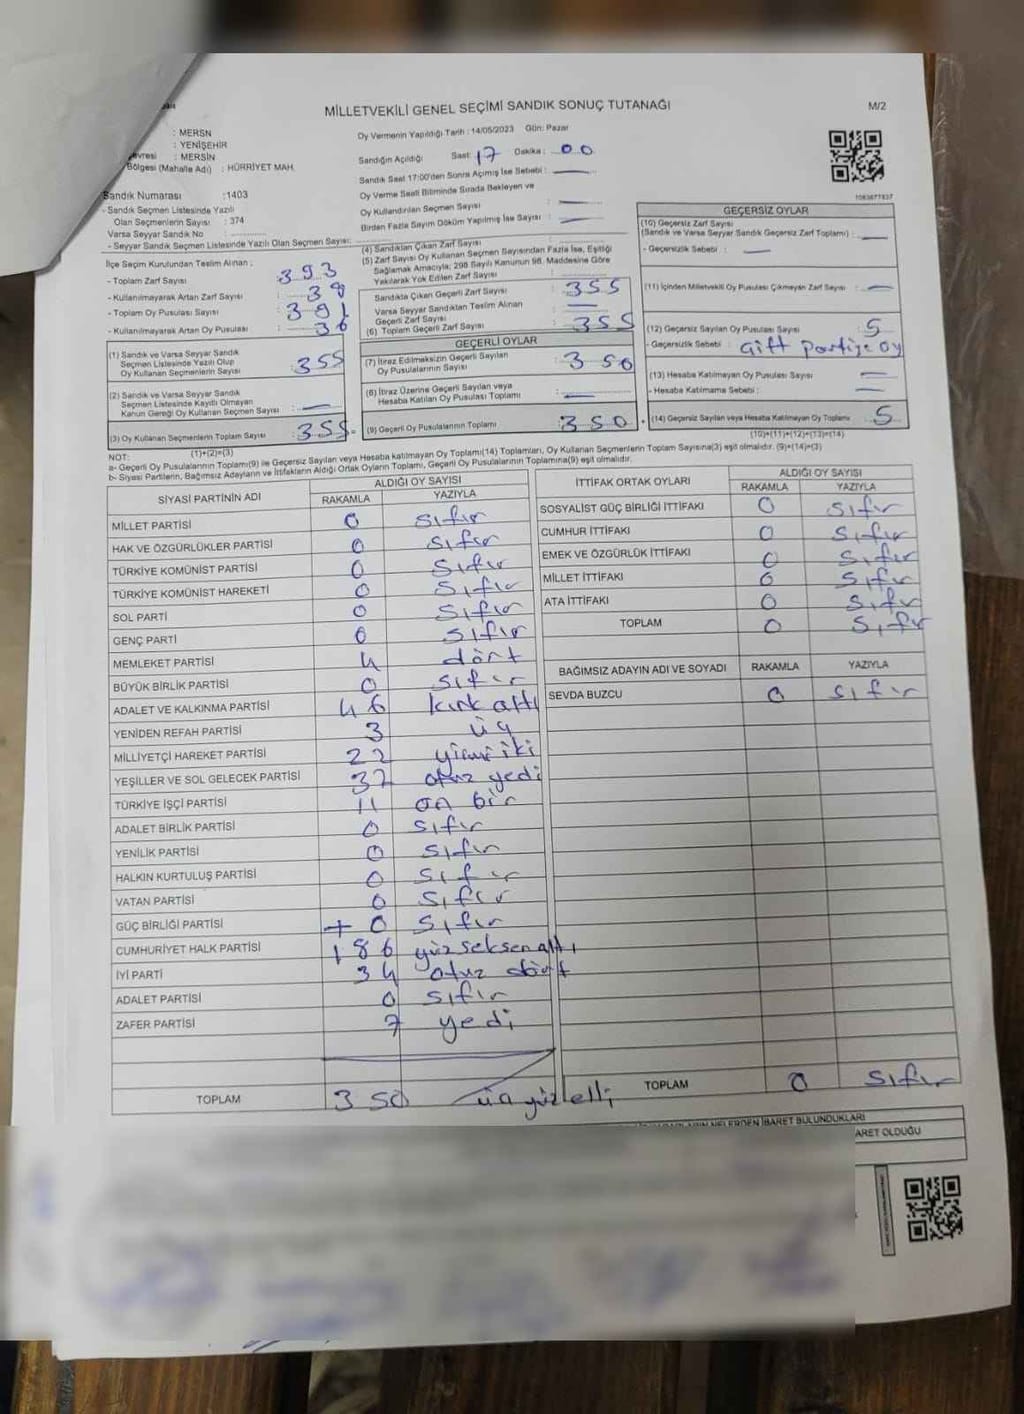 MİLLETVEKİLİ GENEL SEÇİMİ SANDIK SONUÇ TUTANAĞI
M/2
: MERSN
: YENİŞEHİR
: MERSİN
Bölgesi (Mahalle Adı) : HÜRRİYET MAH.
Sandık Numarası :1403
- Sandık Seçmen Listesinde Yazılı
Olan Seçmenlerin Sayısı : 374
Varsa Seyyar Sandık No
- Seyyar Sandık Seçmen Listesinde Yazılı Olan Seçmen Sayısı:
Oy Vermenin Yapıldığı Tarih : 14/05/2023 Gün: Pazar
Sandığın Açıldığı Saat: 17 Dakika: 00
Sandık Saat 17:00'den Sonra Açımış İse Sebebi :
Oy Verme Saati Bitiminde Sırada Bekleyen ve
Oy Kullandırılan Seçmen Sayısı :
Birden Fazla Sayım Döküm Yapılmış İse Sayısı :
İlçe Seçim Kurulundan Teslim Alınan :
- Toplam Zarf Sayısı : 393
- Kullanılmayarak Artan Zarf Sayısı : 38
- Toplam Oy Pusulası Sayısı : 391
- Kullanılmayarak Artan Oy Pusulası : 36
(1) Sandık ve Varsa Seyyar Sandık
Seçmen Listesinde Yazılı Olup
Oy Kullanan Seçmenlerin Sayısı : 355
(2) Sandık ve Varsa Seyyar Sandık
Seçmen Listesinde Kayıtlı Olmayan
Kanun Gereği Oy Kullanan Seçmen Sayısı :
(3) Oy Kullanan Seçmenlerin Toplam Sayısı : 355
(1)+(2)=(3)
(4) Sandıktan Çıkan Zarf Sayısı :
(5) Zarf Sayısı Oy Kullanan Seçmen Sayısından Fazla İse, Eşitliği
Sağlamak Amacıyla; 298 Sayılı Kanunun 98. Maddesine Göre
Yakılarak Yok Edilen Zarf Sayısı :
Sandıkta Çıkan Geçerli Zarf Sayısı : 355
Varsa Seyyar Sandıktan Teslim Alınan
Geçerli Zarf Sayısı :
(6) Toplam Geçerli Zarf Sayısı : 355
GEÇERLİ OYLAR
(7) İtiraz Edilmeksizin Geçerli Sayılan
Oy Pusulalarının Sayısı : 350
(8) İtiraz Üzerine Geçerli Sayılan veya
Hesaba Katılan Oy Pusulası Toplamı :
(9) Geçerli Oy Pusulalarının Toplamı : 350
1083877837
GEÇERSİZ OYLAR
(10) Geçersiz Zarf Sayısı
(Sandık ve Varsa Seyyar Sandık Geçersiz Zarf Toplamı) :
- Geçersizlik Sebebi :
(11) İçinden Milletvekili Oy Pusulası Çıkmayan Zarf Sayısı :
(12) Geçersiz Sayılan Oy Pusulası Sayısı : 5
- Geçersizlik Sebebi : Çift Partiye oy
(13) Hesaba Katılmayan Oy Pusulası Sayısı :
- Hesaba Katılmama Sebebi :
(14) Geçersiz Sayılan veya Hesaba Katılmayan Oy Toplamı : 5
(10)+(11)+(12)+(13)=(14)
NOT:
a- Geçerli Oy Pusulalarının Toplamı(9) ile Geçersiz Sayılan veya Hesaba katılmayan Oy Toplamı(14) Toplamları, Oy Kullanan Seçmenlerin Toplam Sayısına(3) eşit olmalıdır. (9)+(14)=(3)
b- Siyasi Partilerin, Bağımsız Adayların ve İttifakların Aldığı Ortak Oyların Toplamı, Geçerli Oy Pusulalarının Toplamına(9) eşit olmalıdır.
SİYASİ PARTİNİN ADI ALDIĞI OY SAYISI
RAKAMLA YAZIYLA
MİLLET PARTİSİ 0 sıfır
HAK VE ÖZGÜRLÜKLER PARTİSİ 0 sıfır
TÜRKİYE KOMÜNİST PARTİSİ 0 sıfır
TÜRKİYE KOMÜNİST HAREKETİ 0 sıfır
SOL PARTİ 0 sıfır
GENÇ PARTİ 0 sıfır
MEMLEKET PARTİSİ 4 dört
BÜYÜK BİRLİK PARTİSİ 0 sıfır
ADALET VE KALKINMA PARTİSİ 46 kırk altı
YENİDEN REFAH PARTİSİ 3 üç
MİLLİYETÇİ HAREKET PARTİSİ 22 yirmi iki
YEŞİLLER VE SOL GELECEK PARTİSİ 37 otuz yedi
TÜRKİYE İŞÇİ PARTİSİ 11 on bir
ADALET BİRLİK PARTİSİ 0 sıfır
YENİLİK PARTİSİ 0 sıfır
HALKIN KURTULUŞ PARTİSİ 0 sıfır
VATAN PARTİSİ 0 sıfır
GÜÇ BİRLİĞİ PARTİSİ 0 sıfır
CUMHURİYET HALK PARTİSİ 186 yüz seksen altı
İYİ PARTİ 34 otuz dört
ADALET PARTİSİ 0 sıfır
ZAFER PARTİSİ 7 yedi
TOPLAM 350 üçyüz elli
İTTİFAK ORTAK OYLARI ALDIĞI OY SAYISI
RAKAMLA YAZIYLA
SOSYALİST GÜÇ BİRLİĞİ İTTİFAKI 0 sıfır
CUMHUR İTTİFAKI 0 sıfır
EMEK VE ÖZGÜRLÜK İTTİFAKI 0 sıfır
MİLLET İTTİFAKI 0 sıfır
ATA İTTİFAKI 0 sıfır
TOPLAM 0 sıfır
BAĞIMSIZ ADAYIN ADI VE SOYADI RAKAMLA YAZIYLA
SEVDA BUZCU 0 sıfır
TOPLAM 0 sıfır
NELERDEN İBARET BULUNDUKLARI
ARET OLDUĞU